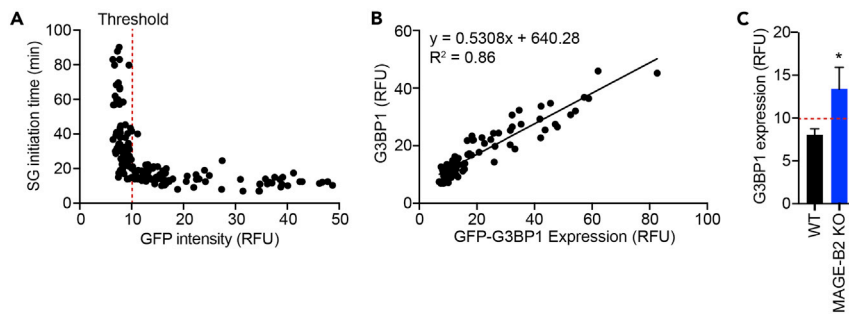 A
Threshold
SG initiation time (min)
100
80
60
40
20
0
0 10 20 30 40 50
GFP intensity (RFU)
B
y = 0.5308x + 640.28
R² = 0.86
G3BP1 (RFU)
60
40
20
0
0 20 40 60 80 100
GFP-G3BP1 Expression (RFU)
C
G3BP1 expression (RFU)
20
15
10
5
0
*
WT
MAGE-B2 KO